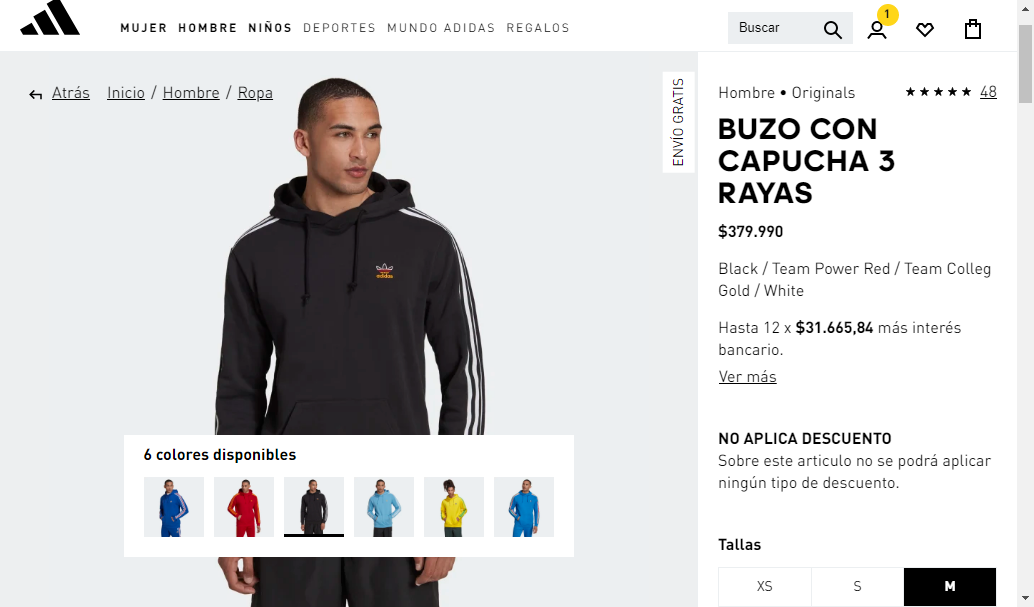 MUJER HOMBRE NIÑOS DEPORTES MUNDO ADIDAS REGALOS
Buscar
1
Atrás Inicio / Hombre / Ropa
ENVÍO GRATIS
adidas
Hombre • Originals
48
BUZO CON
CAPUCHA 3
RAYAS
$379.990
Black / Team Power Red / Team Colleg
Gold / White
Hasta 12 x $31.665,84 más interés
bancario.
Ver más
6 colores disponibles
NO APLICA DESCUENTO
Sobre este articulo no se podrá aplicar
ningún tipo de descuento.
Tallas
XS S M